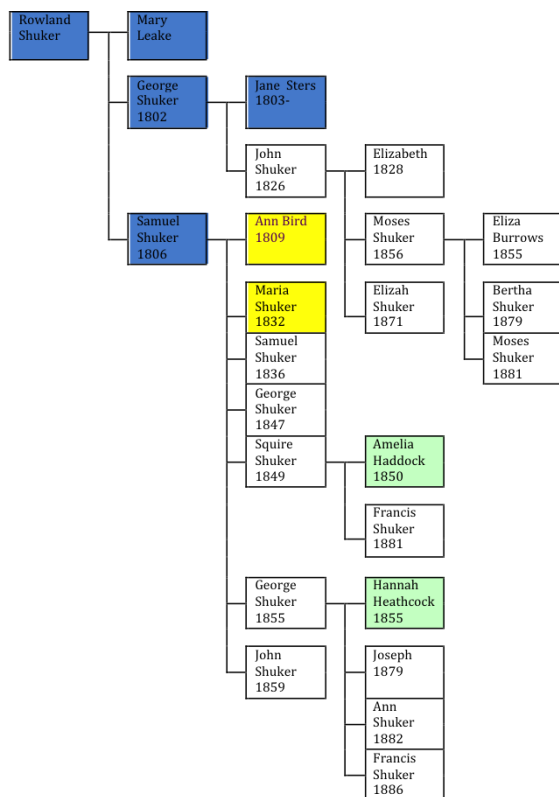 Rowland
Shuker
Mary
Leake
George
Shuker
1802
Jane Sters
1803-
John
Shuker
1826
Elizabeth
1828
Samuel
Shuker
1806
Ann Bird
1809
Moses
Shuker
1856
Eliza
Burrows
1855
Maria
Shuker
1832
Elizah
Shuker
1871
Bertha
Shuker
1879
Samuel
Shuker
1836
Moses
Shuker
1881
George
Shuker
1847
Squire
Shuker
1849
Amelia
Haddock
1850
Francis
Shuker
1881
George
Shuker
1855
Hannah
Heathcock
1855
John
Shuker
1859
Joseph
1879
Ann
Shuker
1882
Francis
Shuker
1886